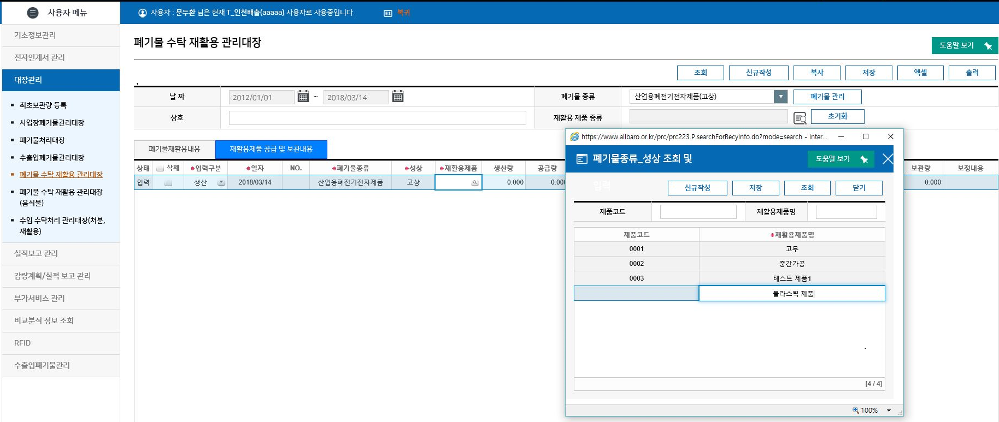 사용자 메뉴
사용자 : 문두환 님은 현재 T_인천배출(aaaaa) 사용자로 사용중입니다.
복귀
기초정보관리
전자인계서 관리
대장관리
최초보관량 등록
사업장폐기물관리대장
폐기물처리대장
수출입폐기물관리대장
폐기물 수탁 재활용 관리대장
폐기물 수탁 재활용 관리대장
(음식물)
수입 수탁처리 관리대장(처분,
재활용)
실적보고 관리
감량계획/실적 보고 관리
부가서비스 관리
비교분석 정보 조회
RFID
수출입폐기물관리
폐기물 수탁 재활용 관리대장
도움말 보기
조회 신규작성 복사 저장 엑셀 출력
날 짜 2012/01/01 ~ 2018/03/14 폐기물 종류 산업용폐전기전자제품(고상) 폐기물 관리
상호 재활용 제품 종류 초기화
폐기물재활용내용 재활용제품 공급 및 보관내용
상태 삭제 *입력구분 *일자 NO. *폐기물종류 *성상 *재활용제품 생산량 공급량 보관량 보정내용
입력 생산 2018/03/14 산업용폐전기전자제품 고상 0.000 0.000 0.000
https://www.allbaro.or.kr/prc/prc223.P.searchForRecyInfo.do?mode=search - Inter...
폐기물종류_성상 조회 및
입력
도움말 보기
신규작성 저장 조회 닫기
제품코드 재활용제품명
제품코드 *재활용제품명
0001 고무
0002 중간가공
0003 테스트 제품1
플라스틱 제품
[4 / 4]
100%